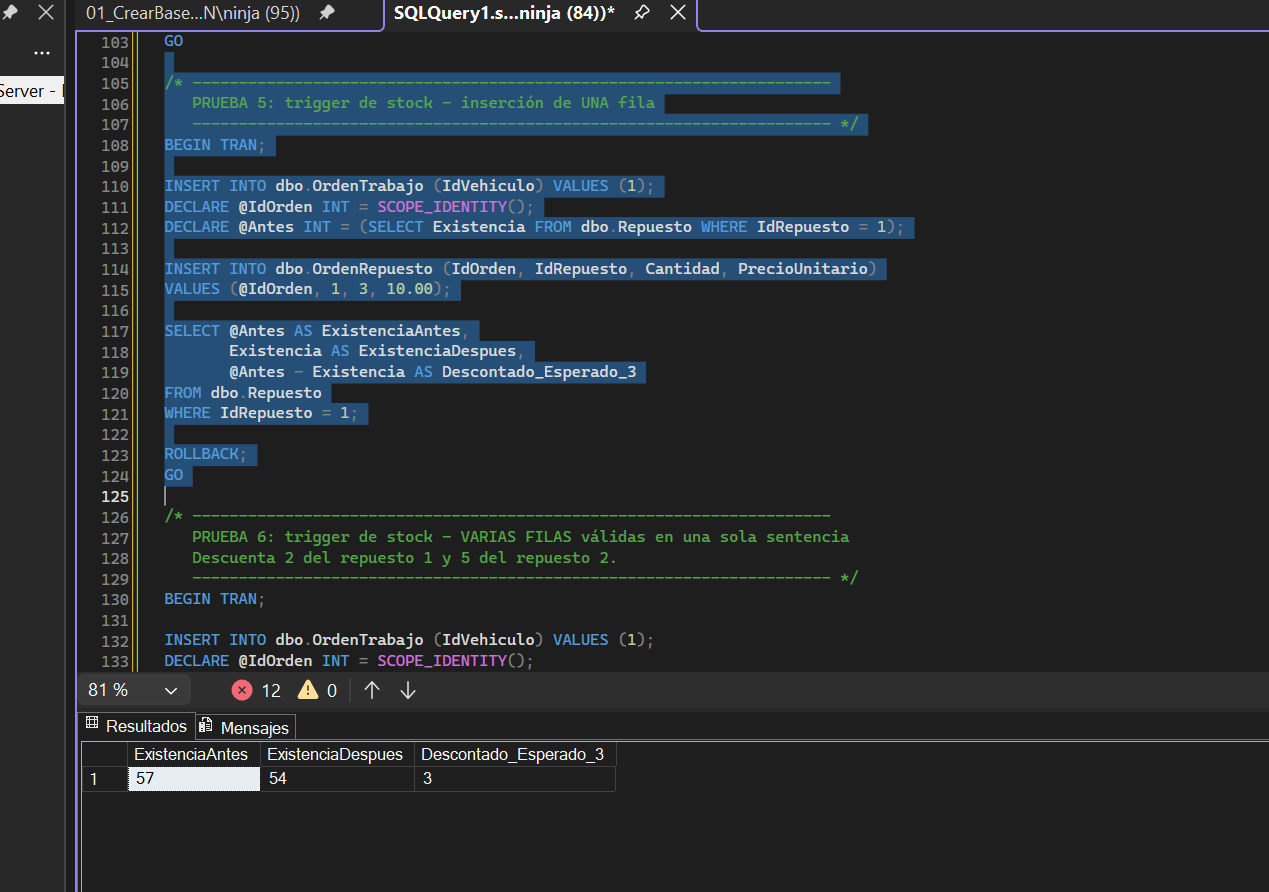 01_CrearBase...N\ninja (95))
SQLQuery1.s...ninja (84))*
...
Server -
103 GO
104
105 /* ---------------------------------------------------------------------
106 PRUEBA 5: trigger de stock - inserción de UNA fila
107 --------------------------------------------------------------------- */
108 BEGIN TRAN;
109
110 INSERT INTO dbo.OrdenTrabajo (IdVehiculo) VALUES (1);
111 DECLARE @IdOrden INT = SCOPE_IDENTITY();
112 DECLARE @Antes INT = (SELECT Existencia FROM dbo.Repuesto WHERE IdRepuesto = 1);
113
114 INSERT INTO dbo.OrdenRepuesto (IdOrden, IdRepuesto, Cantidad, PrecioUnitario)
115 VALUES (@IdOrden, 1, 3, 10.00);
116
117 SELECT @Antes AS ExistenciaAntes,
118 Existencia AS ExistenciaDespues,
119 @Antes - Existencia AS Descontado_Esperado_3
120 FROM dbo.Repuesto
121 WHERE IdRepuesto = 1;
122
123 ROLLBACK;
124 GO
125
126 /* ---------------------------------------------------------------------
127 PRUEBA 6: trigger de stock - VARIAS FILAS válidas en una sola sentencia
128 Descuenta 2 del repuesto 1 y 5 del repuesto 2.
129 --------------------------------------------------------------------- */
130 BEGIN TRAN;
131
132 INSERT INTO dbo.OrdenTrabajo (IdVehiculo) VALUES (1);
133 DECLARE @IdOrden INT = SCOPE_IDENTITY();
81 % 12 0
Resultados Mensajes
ExistenciaAntes ExistenciaDespues Descontado_Esperado_3
1 57 54 3